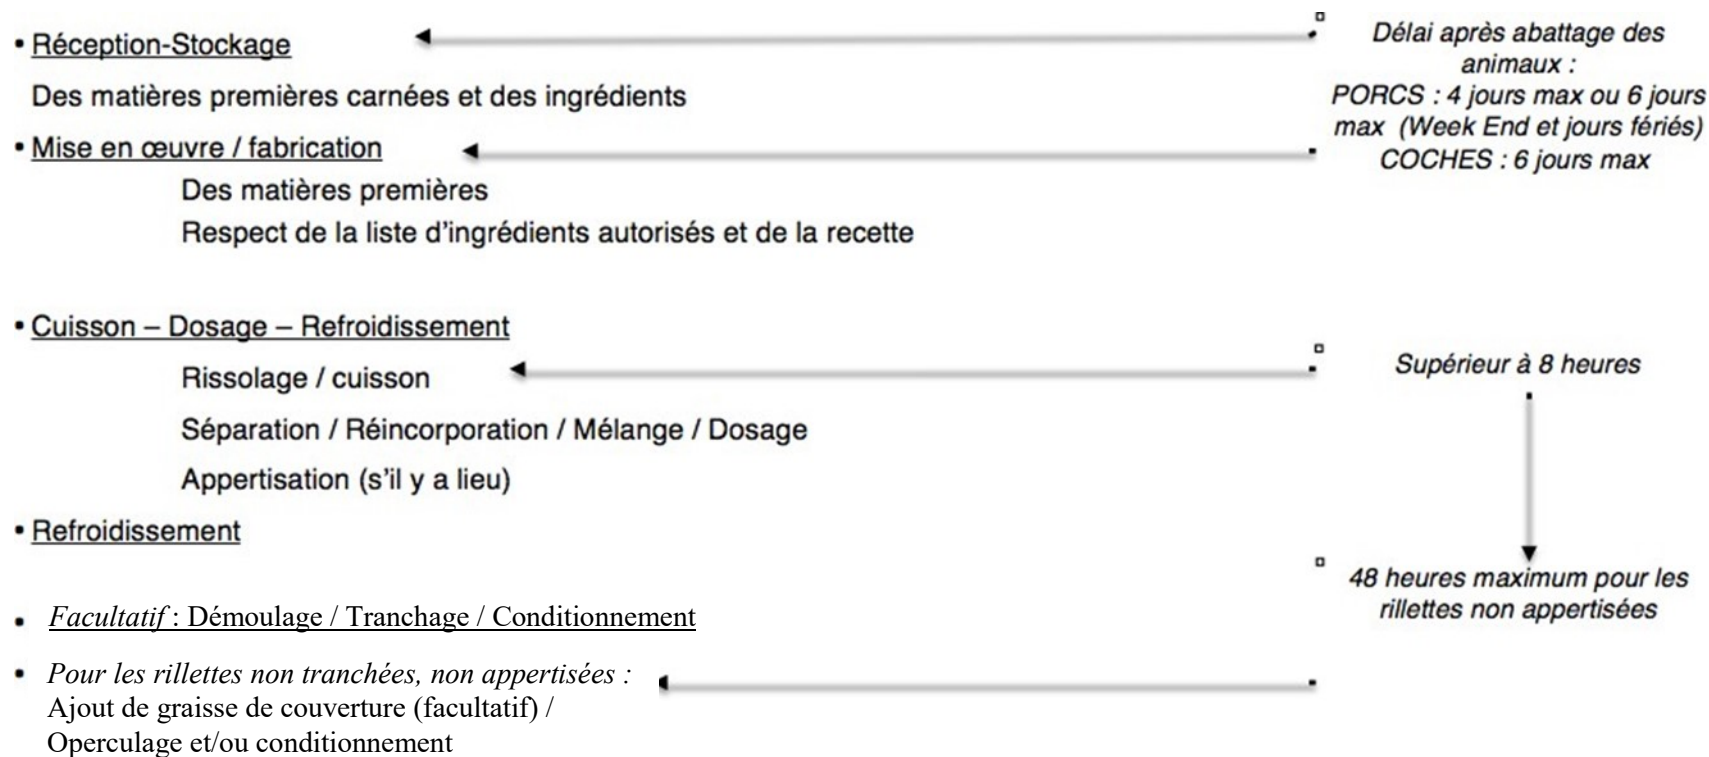 • Réception-Stockage
Des matières premières carnées et des ingrédients
• Mise en œuvre / fabrication
Des matières premières
Respect de la liste d'ingrédients autorisés et de la recette
• Cuisson – Dosage – Refroidissement
Rissolage / cuisson
Séparation / Réincorporation / Mélange / Dosage
Appertisation (s'il y a lieu)
• Refroidissement
• Facultatif : Démoulage / Tranchage / Conditionnement
• Pour les rillettes non tranchées, non appertisées :
Ajout de graisse de couverture (facultatif) /
Operculage et/ou conditionnement
Délai après abattage des
animaux :
PORCS : 4 jours max ou 6 jours
max (Week End et jours fériés)
COCHES : 6 jours max
Supérieur à 8 heures
48 heures maximum pour les
rillettes non appertisées